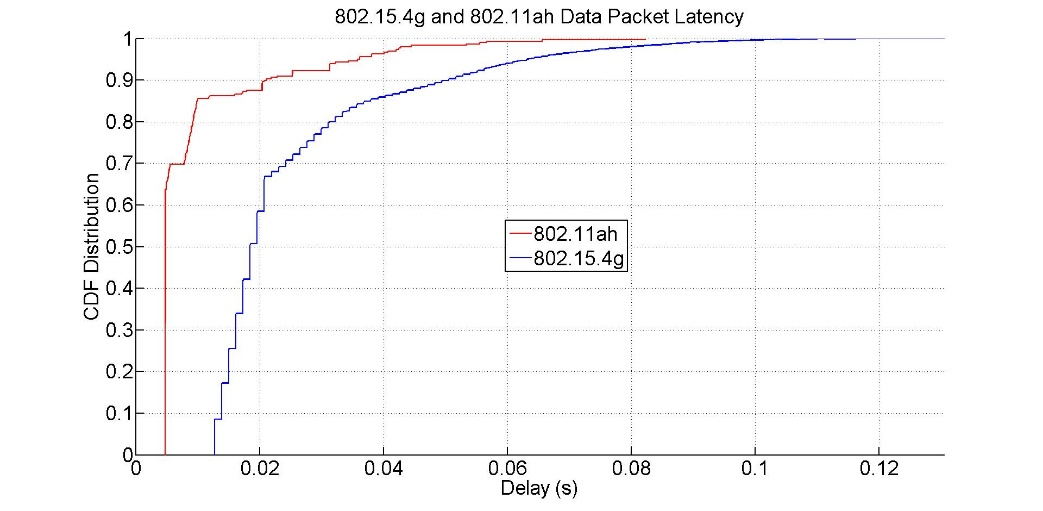 802.15.4g and 802.11ah Data Packet Latency
1
0.9
0.8
0.7
0.6
0.5
0.4
0.3
0.2
0.1
0
CDF Distribution
802.11ah
802.15.4g
0 0.02 0.04 0.06 0.08 0.1 0.12
Delay (s)